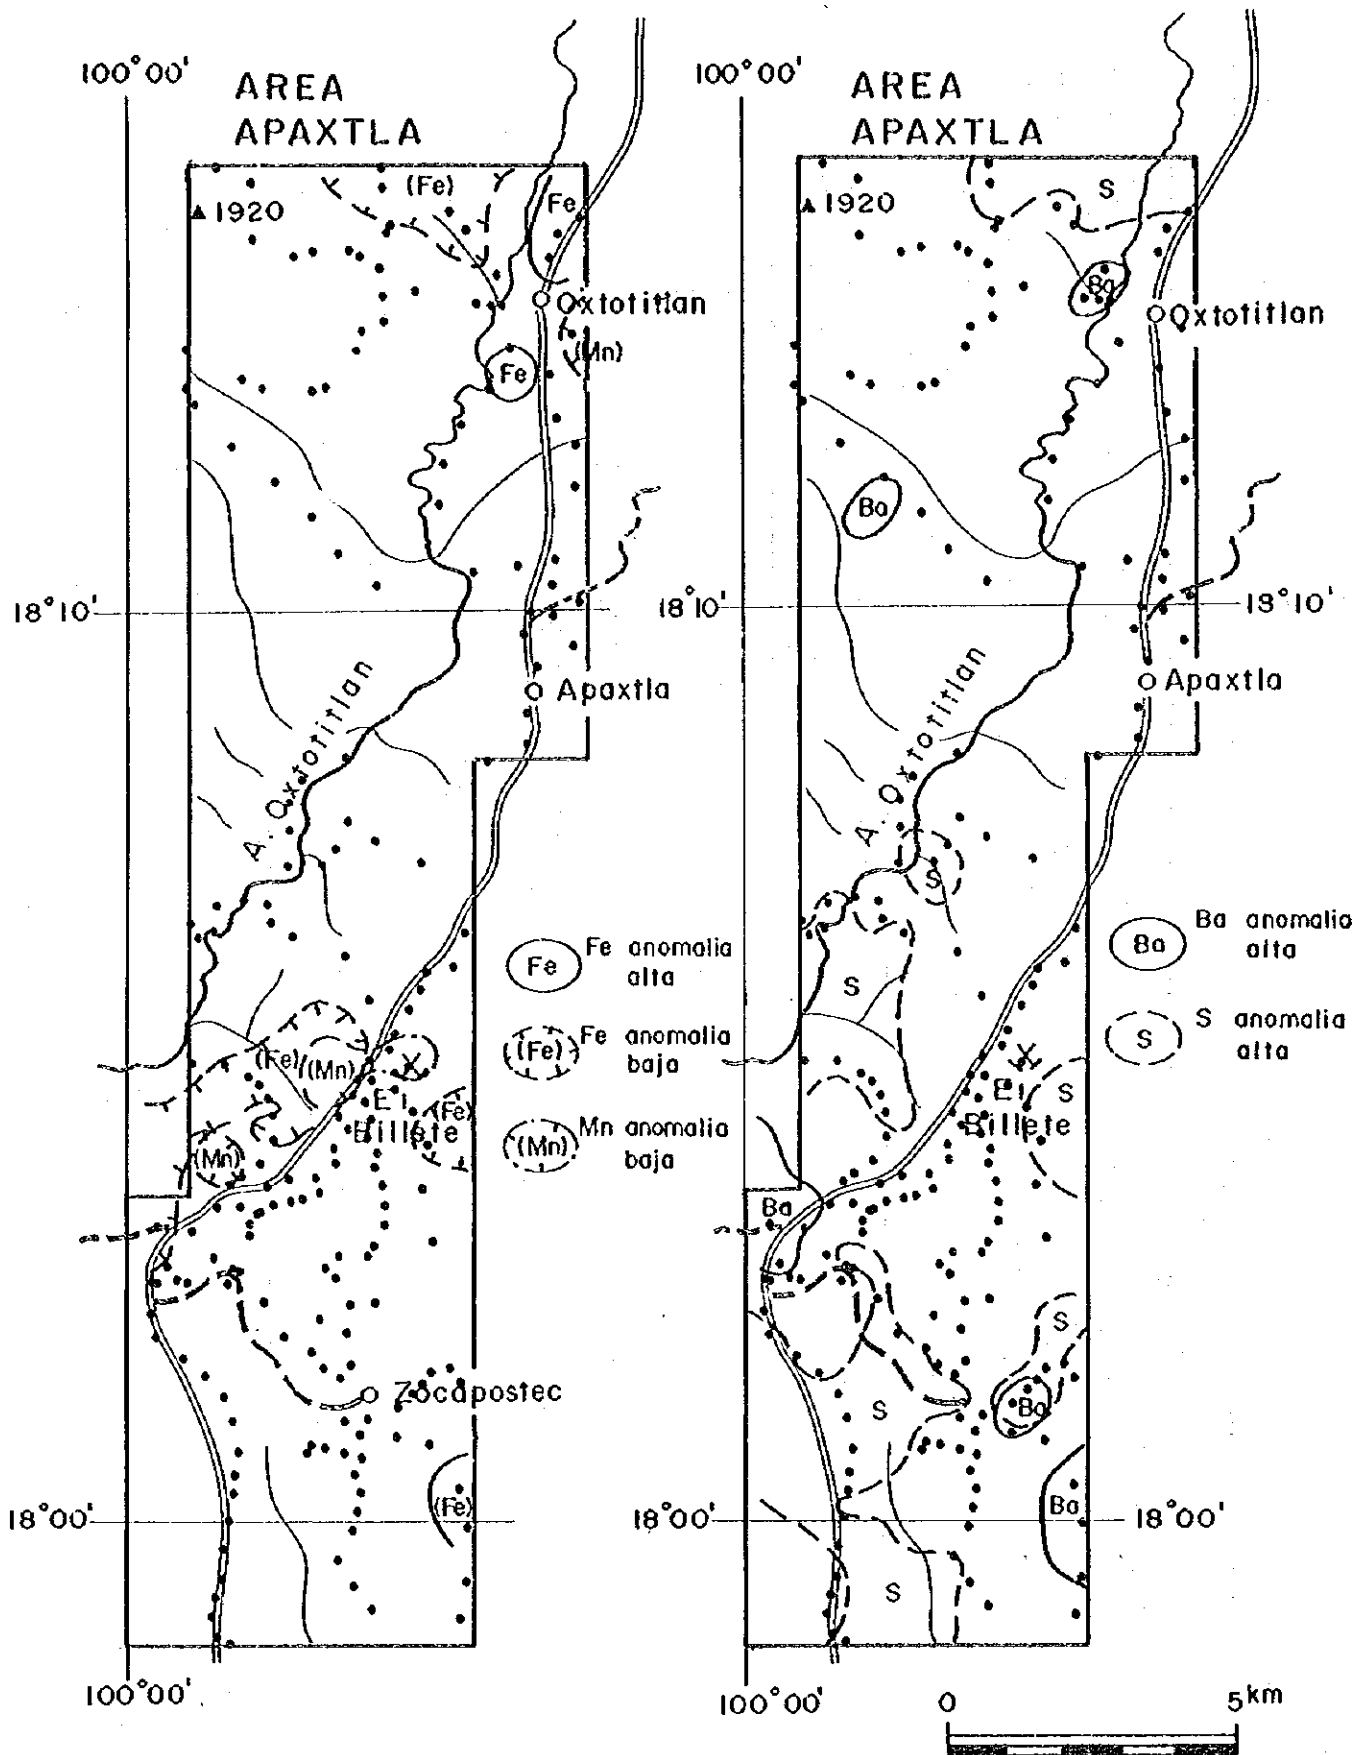 100°00'
AREA
APAXTLA
(Fe)
Fe
▲ 1920
Oxtotitlan
(Mn)
Fe
18°10'
Apaxtla
A. Oxtotitlan
Fe
Fe anomalia
alta
(Fe)
Fe anomalia
baja
(Mn)
Mn anomalia
baja
(Fe)/(Mn)
El
Billete
(Fe)
(Mn)
Zocapostec
(Fe)
18°00'
100°00'
100°00'
AREA
APAXTLA
S
▲ 1920
Ba
Oxtotitlan
Ba
18°10'
18°10'
Apaxtla
A. Oxtotitlan
S
Ba
Ba anomalia
alta
S
S
S anomalia
alta
El
Billete
S
Ba
S
S
Ba
Ba
18°00'
18°00'
S
100°00'
0
5 km